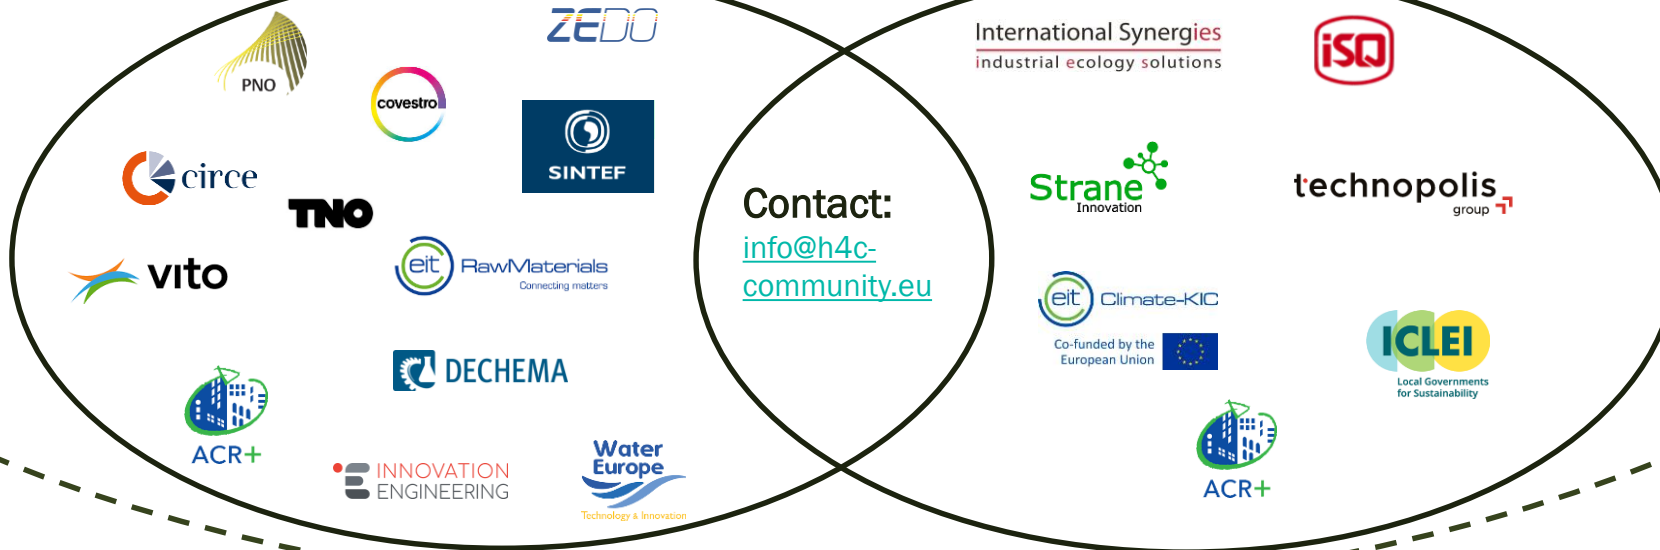 PNO
ZEDO
covestro
SINTEF
circe
TNO
vito
eit RawMaterials
Connecting matters
DECHEMA
ACR+
INNOVATION
ENGINEERING
Water
Europe
Technology & Innovation
Contact:
info@h4c-
community.eu
International Synergies
industrial ecology solutions
iSQ
Strane
Innovation
technopolis
group
eit Climate-KIC
Co-funded by the
European Union
ICLEI
Local Governments
for Sustainability
ACR+